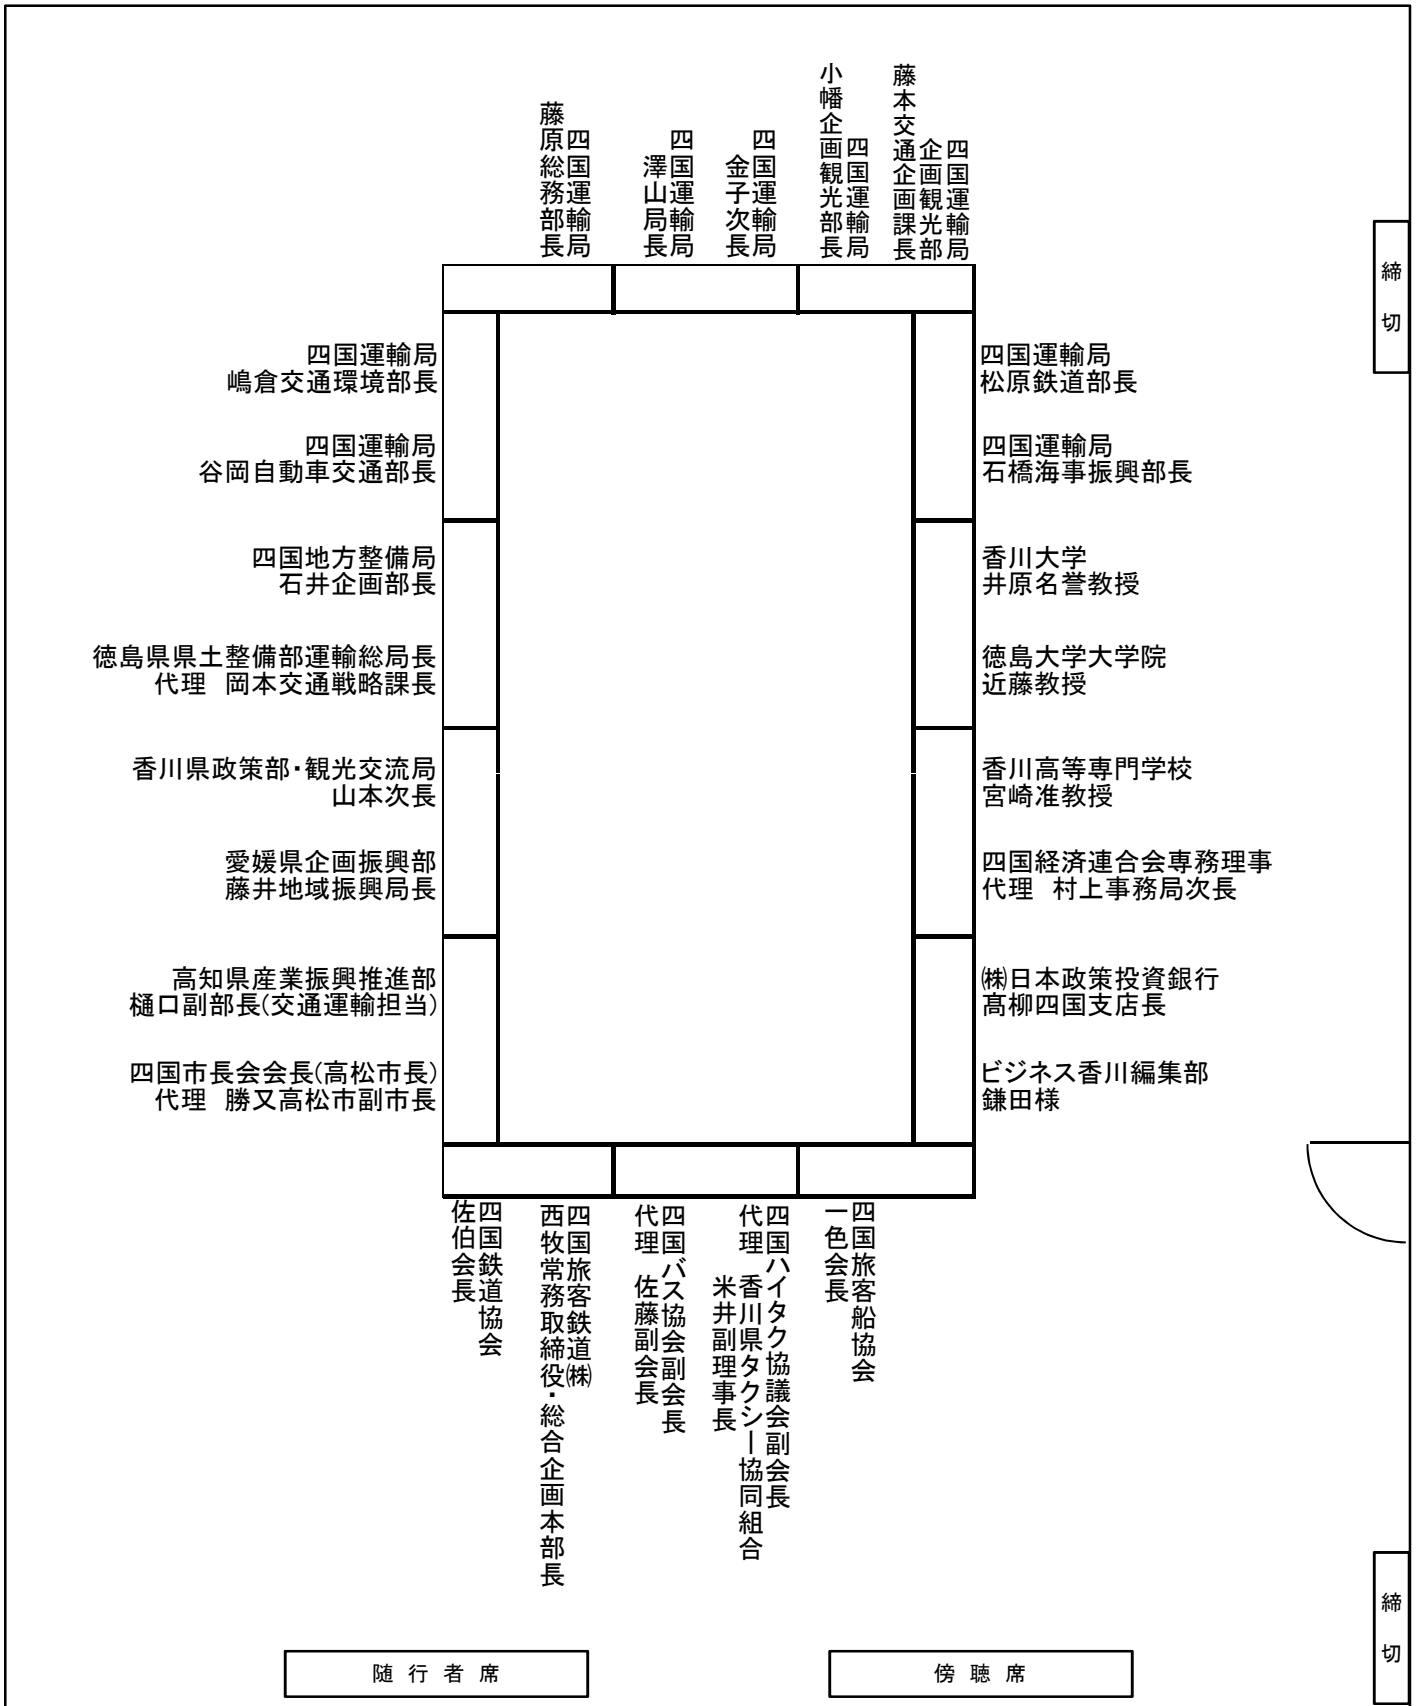 四国運輸局
藤原総務部長
四国運輸局
澤山局長
四国運輸局
金子次長
四国運輸局
小幡企画観光部長
四国運輸局
企画観光部
藤本交通企画課長
締切
四国運輸局
嶋倉交通環境部長
四国運輸局
谷岡自動車交通部長
四国地方整備局
石井企画部長
徳島県県土整備部運輸総局長
代理 岡本交通戦略課長
香川県政策部・観光交流局
山本次長
愛媛県企画振興部
藤井地域振興局長
高知県産業振興推進部
樋口副部長(交通運輸担当)
四国市長会会長(高松市長)
代理 勝又高松市副市長
四国運輸局
松原鉄道部長
四国運輸局
石橋海事振興部長
香川大学
井原名誉教授
徳島大学大学院
近藤教授
香川高等専門学校
宮崎准教授
四国経済連合会専務理事
代理 村上事務局次長
㈱日本政策投資銀行
髙柳四国支店長
ビジネス香川編集部
鎌田様
四国鉄道協会
佐伯会長
四国旅客鉄道㈱
西牧常務取締役・総合企画本部長
四国バス協会副会長
代理 佐藤副会長
四国ハイタク協議会副会長
代理 香川県タクシー協同組合
米井副理事長
四国旅客船協会
一色会長
締切
随行者席
傍聴席